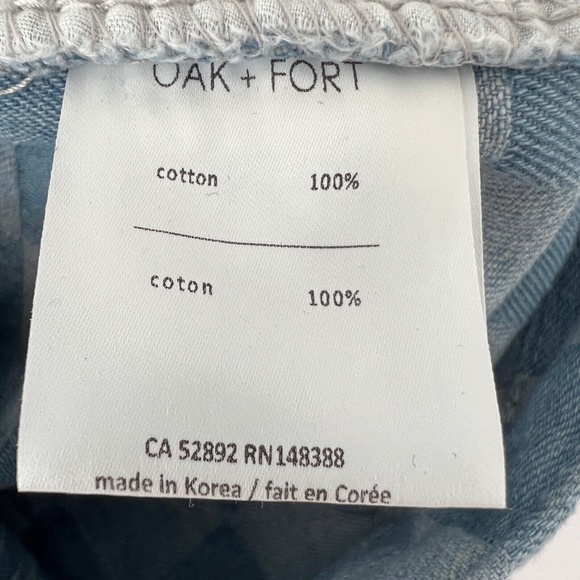 OAK + FORT
cotton 100%
coton 100%
CA 52892 RN148388
made in Korea / fait en Corée